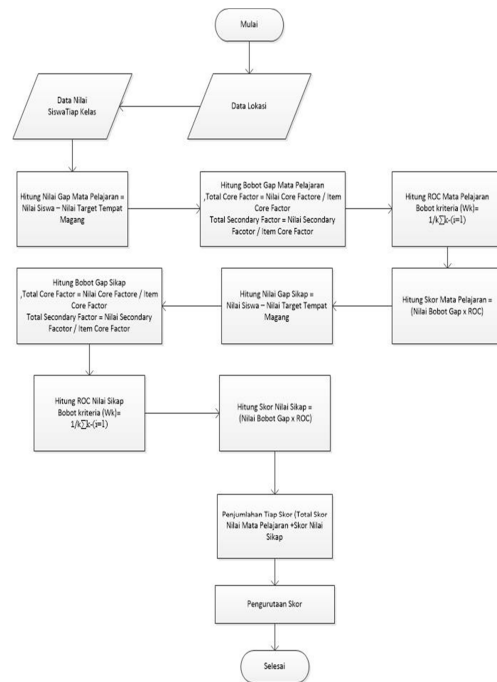 Mulai
Data Lokasi
Data Nilai
SiswaTiap Kelas
Hitung Nilai Gap Mata Pelajaran =
Nilai Siswa – Nilai Target Tempat
Magang
Hitung Bobot Gap Mata Pelajaran
,Total Core Factor = Nilai Core Factore / Item
Core Factor
Total Secondary Factor = Nilai Secondary
Facotor / Item Core Factor
Hitung ROC Mata Pelajaran
Bobot kriteria (Wk)=
1/k∑k-(i=1)
Hitung Skor Mata Pelajaran =
(Nilai Bobot Gap x ROC)
Hitung Nilai Gap Sikap =
Nilai Siswa – Nilai Target Tempat
Magang
Hitung Bobot Gap Sikap
,Total Core Factor = Nilai Core Factore / Item
Core Factor
Total Secondary Factor = Nilai Secondary
Facotor / Item Core Factor
Hitung ROC Nilai Sikap
Bobot kriteria (Wk)=
1/k∑k-(i=1)
Hitung Skor Nilai Sikap =
(Nilai Bobot Gap x ROC)
Penjumlahan Tiap Skor (Total Skor
Nilai Mata Pelajaran +Skor Nilai
Sikap
Pengurutaan Skor
Selesai